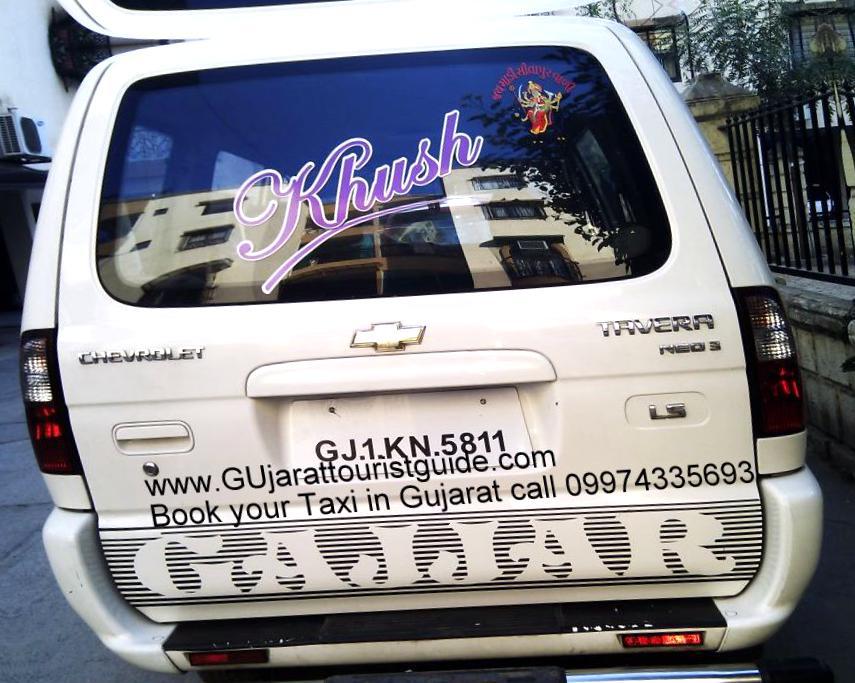 Khush
CHEVROLET
TAVERA
NEO 3
LS
GJ.1.KN.5811
www.GUjarattouristguide.com
Book your Taxi in Gujarat call 09974335693
GAJJAR